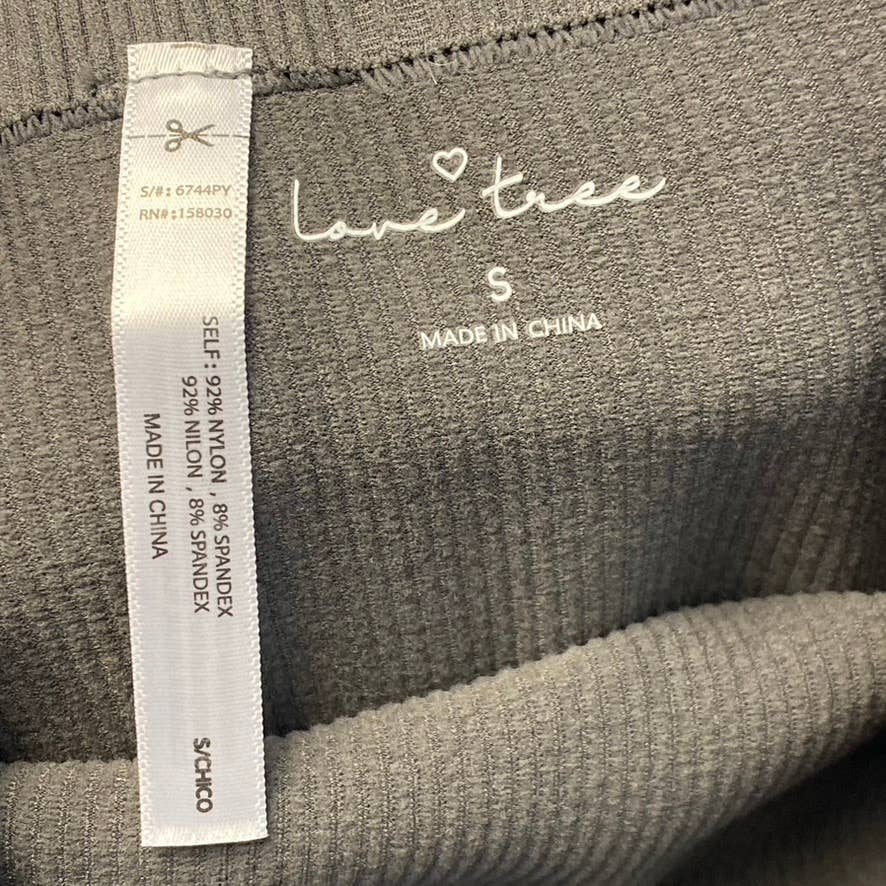 S/#: 6744PY
RN#:158030
SELF: 92% NYLON , 8% SPANDEX
92% NILON , 8% SPANDEX
MADE IN CHINA
S/CHICO
love tree
S
MADE IN CHINA